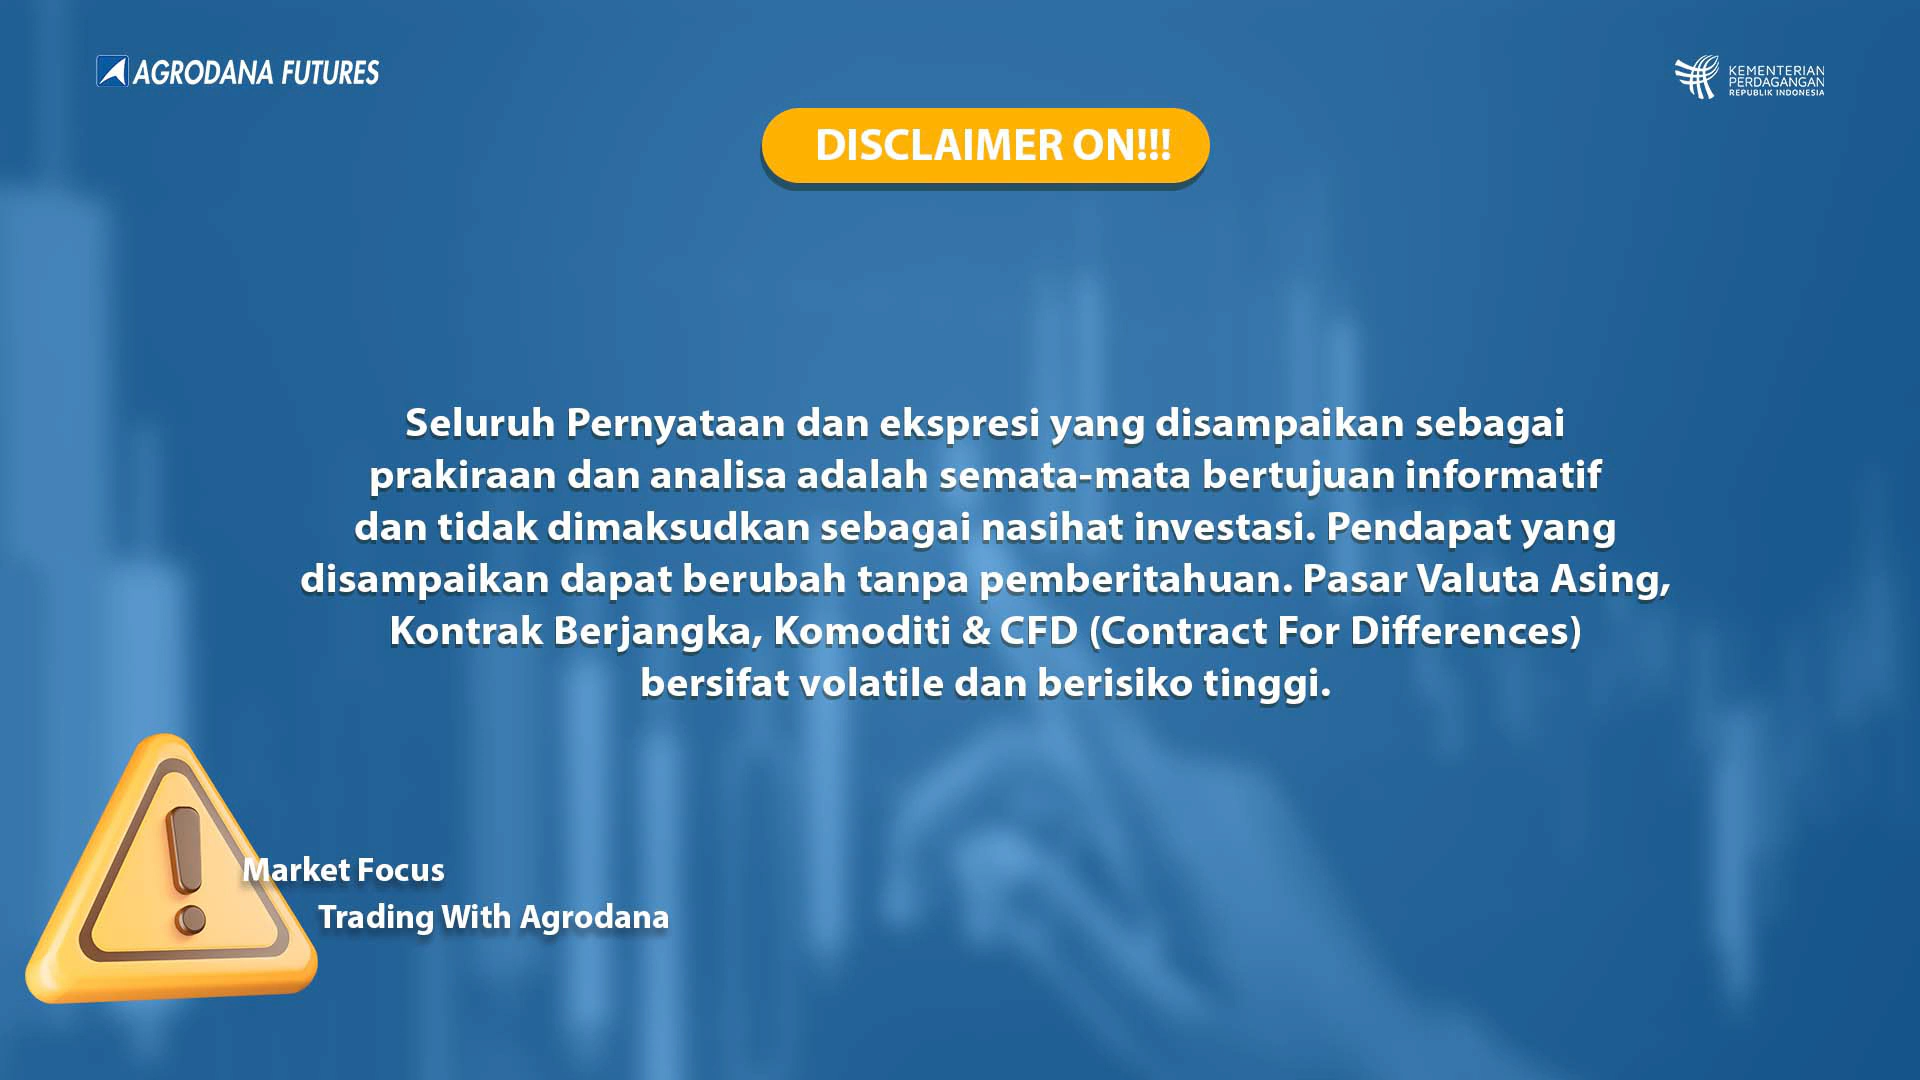 AGRODANA FUTURES
KEMENTERIAN
PERDAGANGAN
REPUBLIK INDONESIA
DISCLAIMER ON!!!
Seluruh Pernyataan dan ekspresi yang disampaikan sebagai
prakiraan dan analisa adalah semata-mata bertujuan informatif
dan tidak dimaksudkan sebagai nasihat investasi. Pendapat yang
disampaikan dapat berubah tanpa pemberitahuan. Pasar Valuta Asing,
Kontrak Berjangka, Komoditi & CFD (Contract For Differences)
bersifat volatile dan berisiko tinggi.
Market Focus
Trading With Agrodana